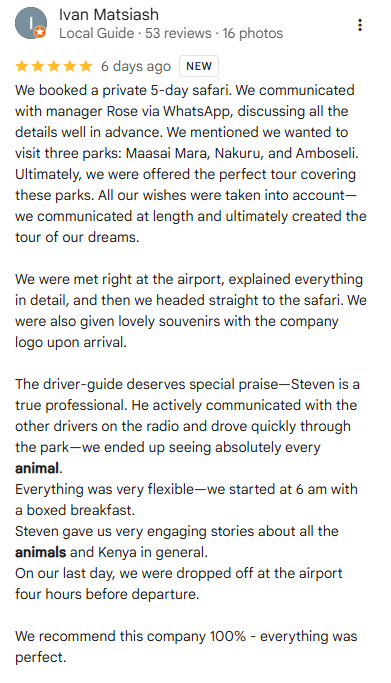 Ivan Matsiash
Local Guide · 53 reviews · 16 photos
6 days ago NEW
We booked a private 5-day safari. We communicated
with manager Rose via WhatsApp, discussing all the
details well in advance. We mentioned we wanted to
visit three parks: Maasai Mara, Nakuru, and Amboseli.
Ultimately, we were offered the perfect tour covering
these parks. All our wishes were taken into account—
we communicated at length and ultimately created the
tour of our dreams.
We were met right at the airport, explained everything
in detail, and then we headed straight to the safari. We
were also given lovely souvenirs with the company
logo upon arrival.
The driver-guide deserves special praise—Steven is a
true professional. He actively communicated with the
other drivers on the radio and drove quickly through
the park—we ended up seeing absolutely every
animal.
Everything was very flexible—we started at 6 am with
a boxed breakfast.
Steven gave us very engaging stories about all the
animals and Kenya in general.
On our last day, we were dropped off at the airport
four hours before departure.
We recommend this company 100% - everything was
perfect.